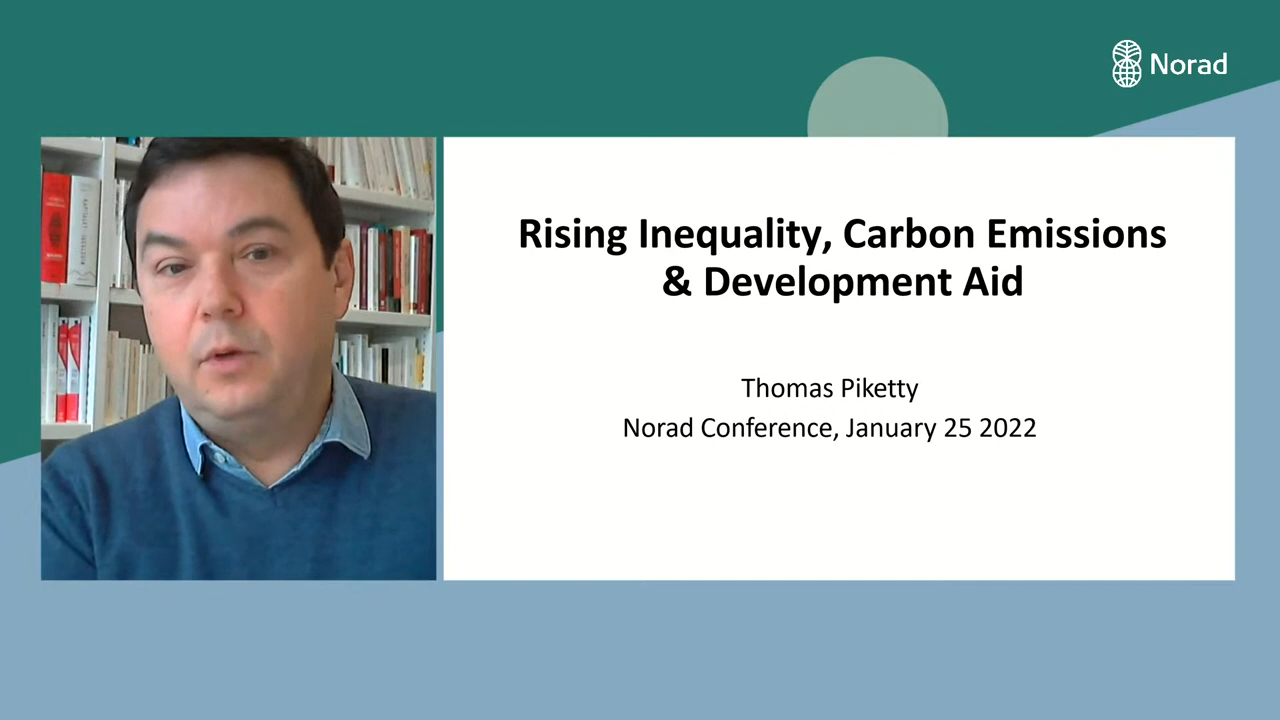 Norad
Rising Inequality, Carbon Emissions
& Development Aid
Thomas Piketty
Norad Conference, January 25 2022